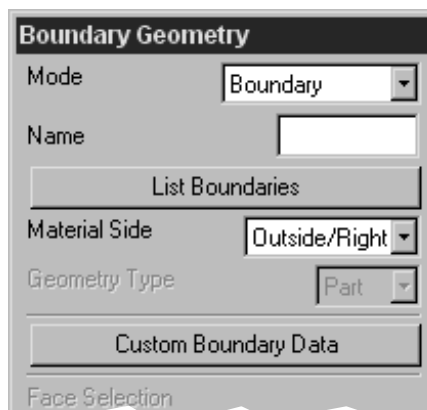 Boundary Geometry
Mode Boundary
Name
List Boundaries
Material Side Outside/Right
Geometry Type Part
Custom Boundary Data
Face Selection